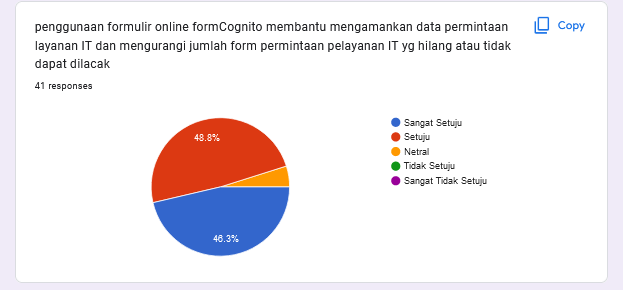 penggunaan formulir online formCognito membantu mengamankan data permintaan
layanan IT dan mengurangi jumlah form permintaan pelayanan IT yg hilang atau tidak
dapat dilacak
Copy
41 responses
48.8%
46.3%
Sangat Setuju
Setuju
Netral
Tidak Setuju
Sangat Tidak Setuju